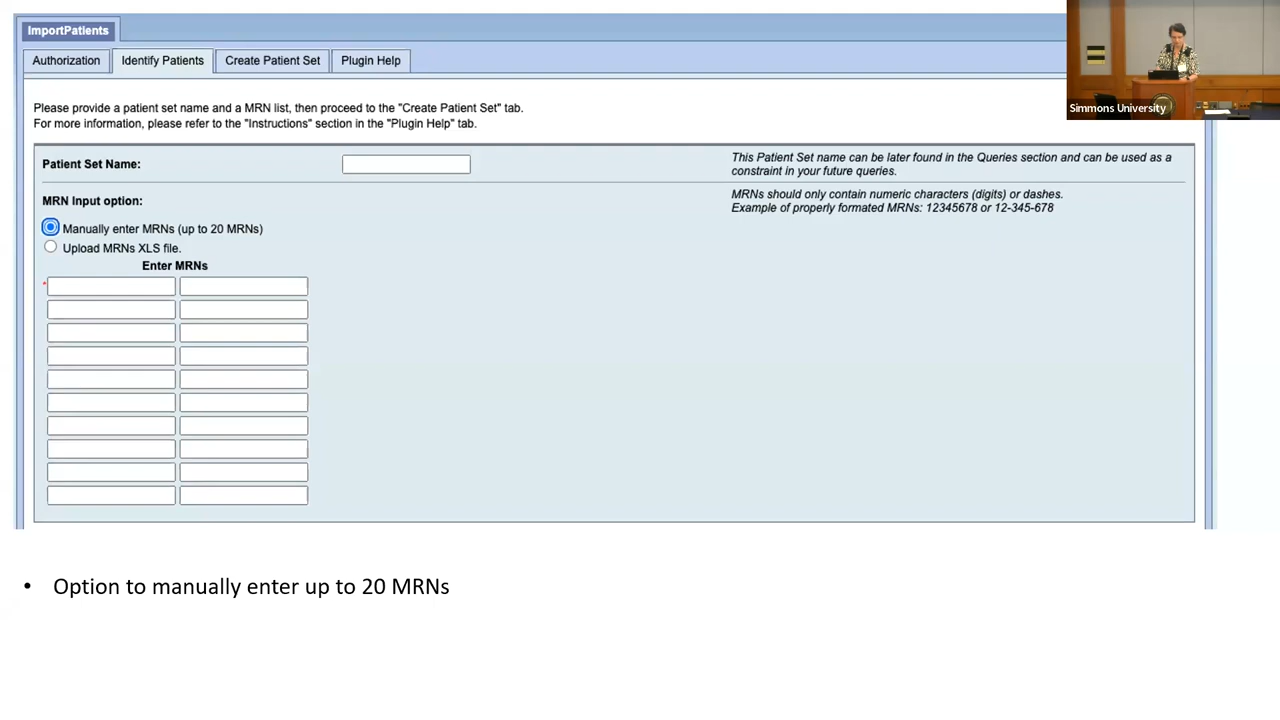 ImportPatients
Authorization
Identify Patients
Create Patient Set
Plugin Help
Please provide a patient set name and a MRN list, then proceed to the "Create Patient Set" tab.
For more information, please refer to the "Instructions" section in the "Plugin Help" tab.
Patient Set Name:
This Patient Set name can be later found in the Queries section and can be used as a
constraint in your future queries.
MRN Input option:
MRNs should only contain numeric characters (digits) or dashes.
Example of properly formatted MRNs: 12345678 or 12-345-678
Manually enter MRNs (up to 20 MRNs)
Upload MRNs XLS file.
Enter MRNs
*
• Option to manually enter up to 20 MRNs
Simmons University